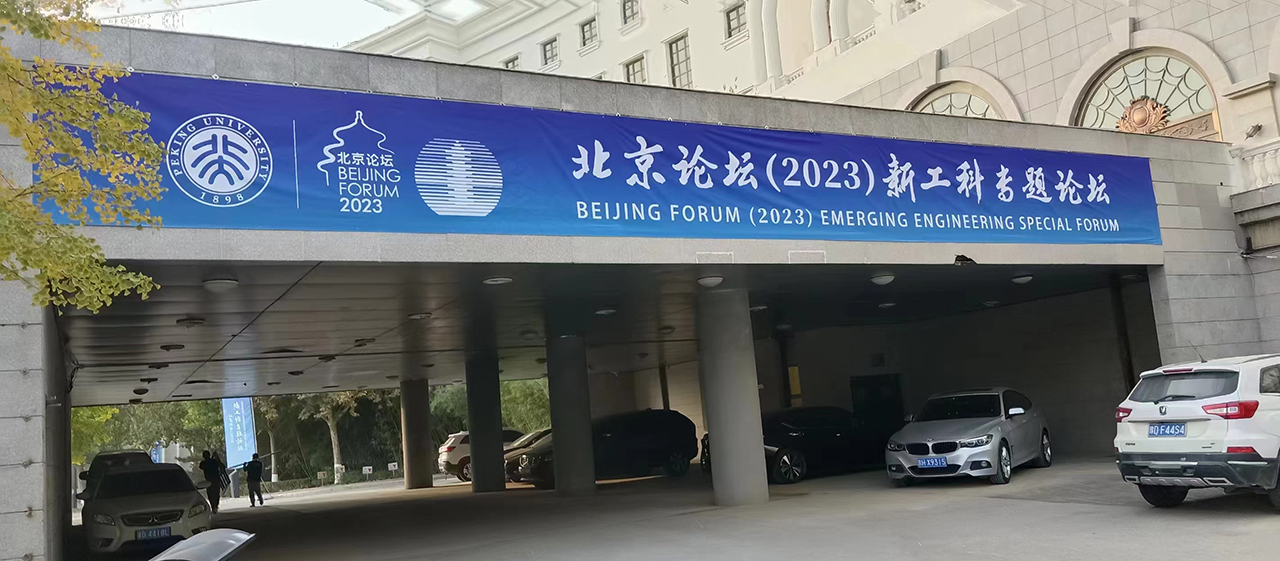 PEKING UNIVERSITY
1898
北京论坛
BEIJING
FORUM
2023
北京论坛(2023)新工科专题论坛
BEIJING FORUM (2023) EMERGING ENGINEERING SPECIAL FORUM